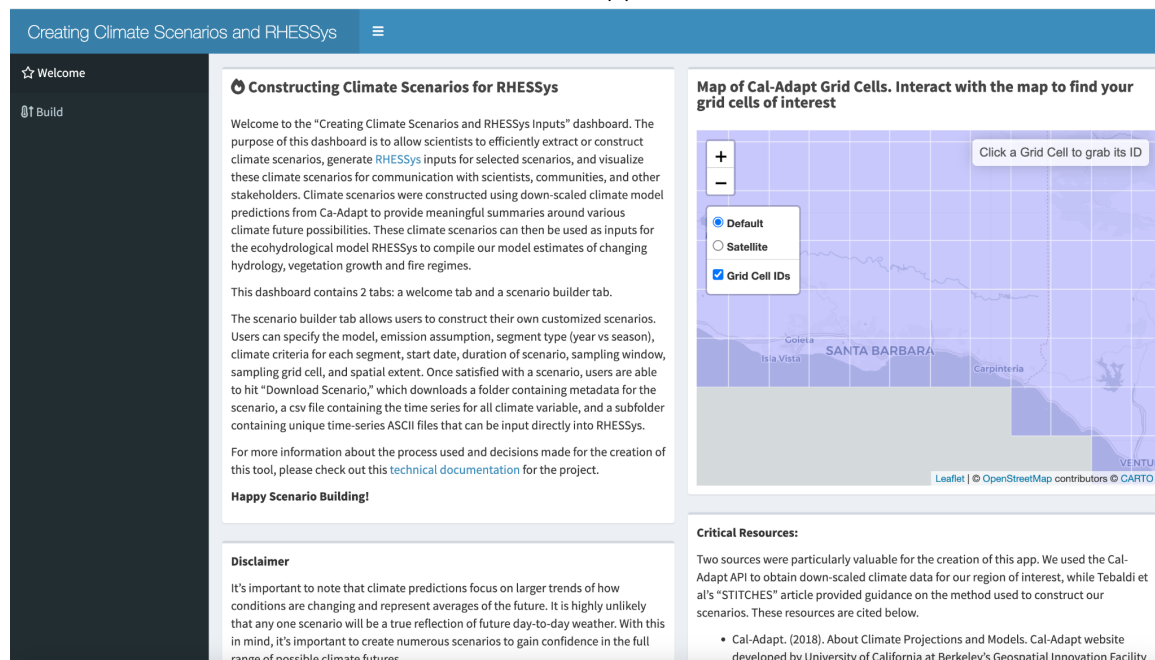 Creating Climate Scenarios and RHESSys
Welcome
Build
Constructing Climate Scenarios for RHESSys
Welcome to the “Creating Climate Scenarios and RHESSys Inputs” dashboard. The
purpose of this dashboard is to allow scientists to efficiently extract or construct
climate scenarios, generate RHESSys inputs for selected scenarios, and visualize
these climate scenarios for communication with scientists, communities, and other
stakeholders. Climate scenarios were constructed using down-scaled climate model
predictions from Ca-Adapt to provide meaningful summaries around various
climate future possibilities. These climate scenarios can then be used as inputs for
the ecohydrological model RHESSys to compile our model estimates of changing
hydrology, vegetation growth and fire regimes.
This dashboard contains 2 tabs: a welcome tab and a scenario builder tab.
The scenario builder tab allows users to construct their own customized scenarios.
Users can specify the model, emission assumption, segment type (year vs season),
climate criteria for each segment, start date, duration of scenario, sampling window,
sampling grid cell, and spatial extent. Once satisfied with a scenario, users are able
to hit “Download Scenario,” which downloads a folder containing metadata for the
scenario, a csv file containing the time series for all climate variable, and a subfolder
containing unique time-series ASCII files that can be input directly into RHESSys.
For more information about the process used and decisions made for the creation of
this tool, please check out this technical documentation for the project.
Happy Scenario Building!
Disclaimer
It’s important to note that climate predictions focus on larger trends of how
conditions are changing and represent averages of the future. It is highly unlikely
that any one scenario will be a true reflection of future day-to-day weather. With this
in mind, it’s important to create numerous scenarios to gain confidence in the full
range of possible climate futures.
Map of Cal-Adapt Grid Cells. Interact with the map to find your
grid cells of interest
+
−
Click a Grid Cell to grab its ID
Default
Satellite
Grid Cell IDs
Goleta
Isla Vista
SANTA BARBARA
Carpinteria
VENTU
Leaflet | © OpenStreetMap contributors © CARTO
Critical Resources:
Two sources were particularly valuable for the creation of this app. We used the Cal-
Adapt API to obtain down-scaled climate data for our region of interest, while Tebaldi et
al’s “STITCHES” article provided guidance on the method used to construct our
scenarios. These resources are cited below.
• Cal-Adapt. (2018). About Climate Projections and Models. Cal-Adapt website
developed by University of California at Berkeley’s Geospatial Innovation Facility